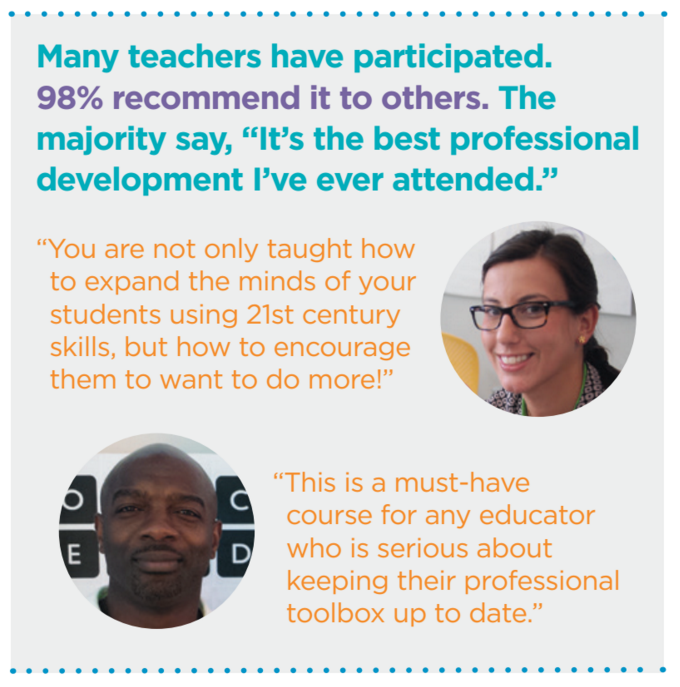 Many teachers have participated.
98% recommend it to others. The
majority say, “It’s the best professional
development I’ve ever attended.”
“You are not only taught how
to expand the minds of your
students using 21st century
skills, but how to encourage
them to want to do more!”
O C
E D
“This is a must-have
course for any educator
who is serious about
keeping their professional
toolbox up to date.”